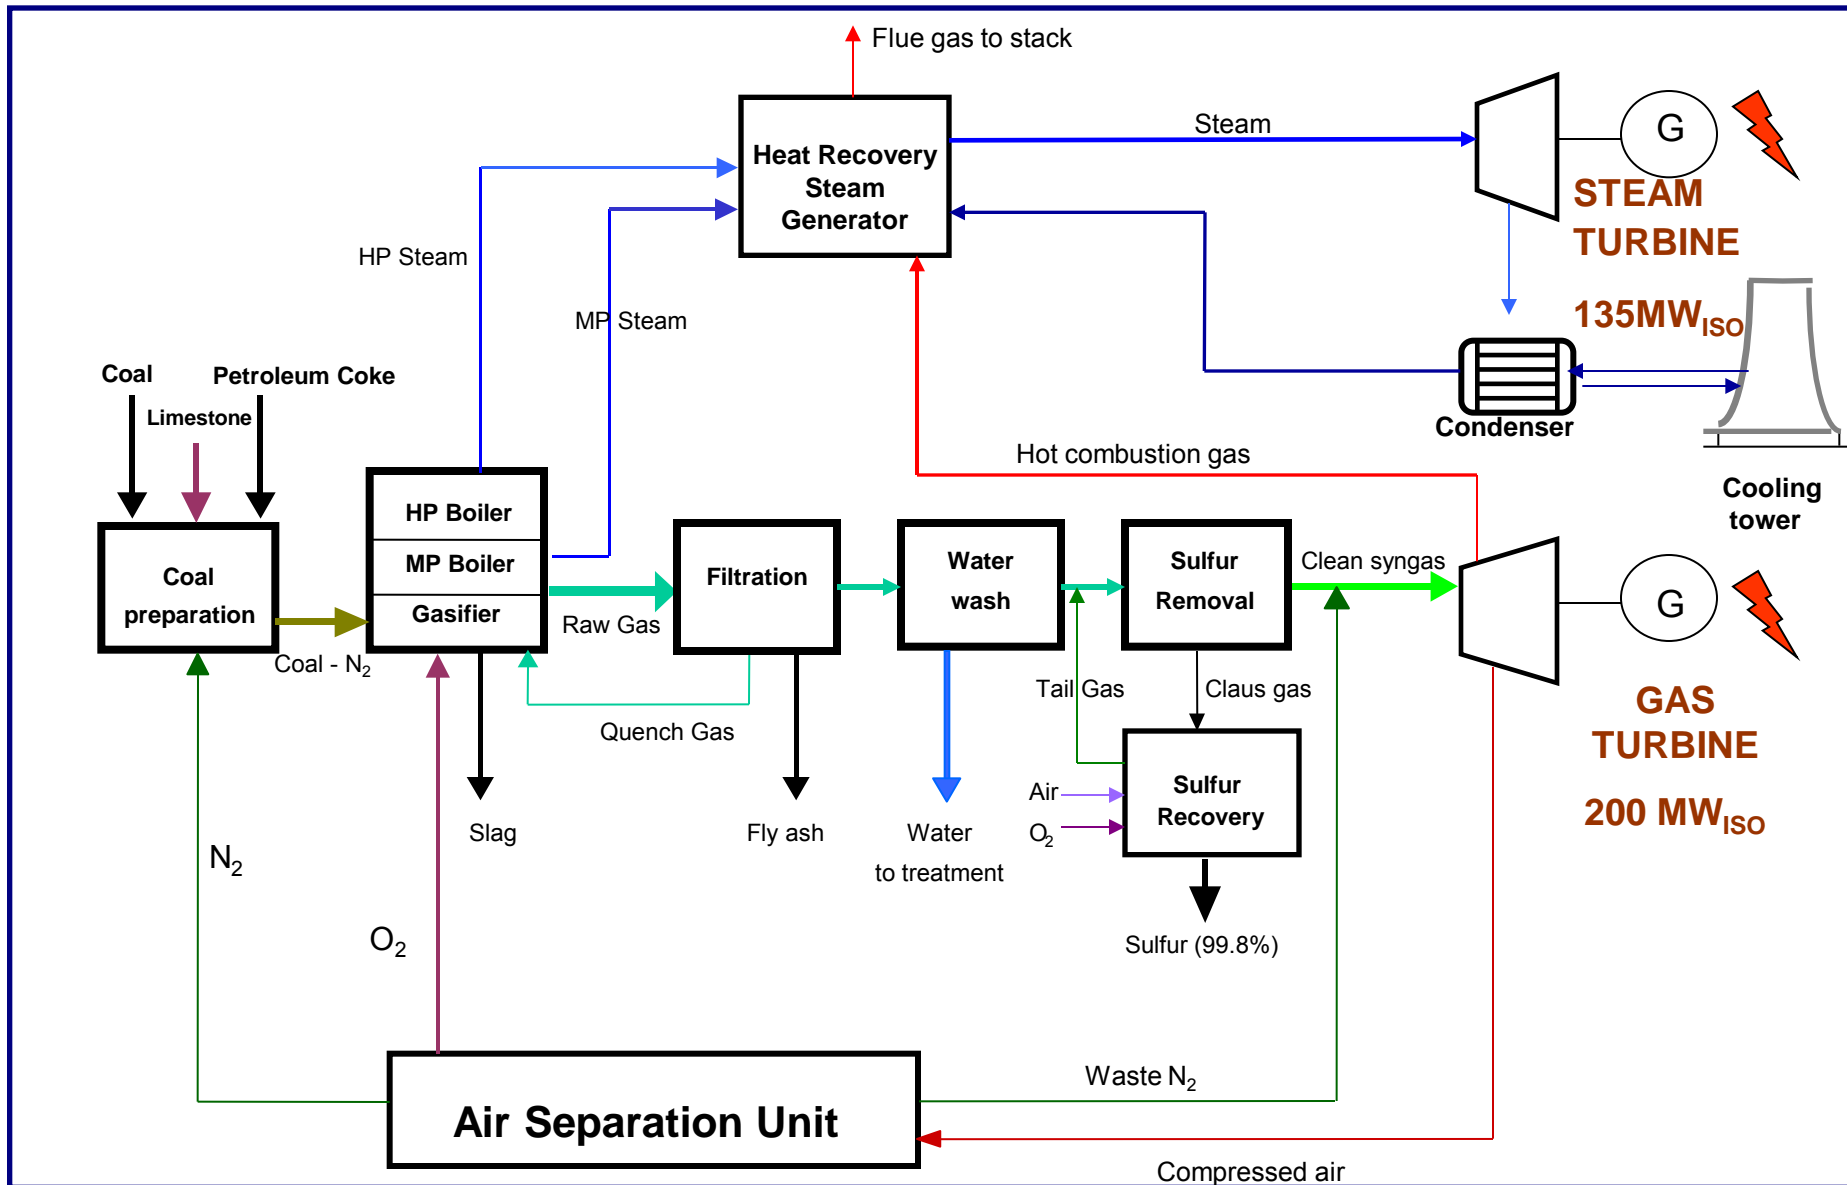 Flue gas to stack
Steam
G
Heat Recovery
Steam
Generator
STEAM
TURBINE
135MWISO
HP Steam
MP Steam
Coal
Petroleum Coke
Limestone
Condenser
Hot combustion gas
Cooling
tower
HP Boiler
MP Boiler
Gasifier
Coal
preparation
Filtration
Water
wash
Sulfur
Removal
Clean syngas
G
Raw Gas
Coal - N2
Quench Gas
Tail Gas
Claus gas
GAS
TURBINE
200 MWISO
Air
O2
Sulfur
Recovery
Slag
Fly ash
Water
to treatment
N2
O2
Sulfur (99.8%)
Waste N2
Air Separation Unit
Compressed air